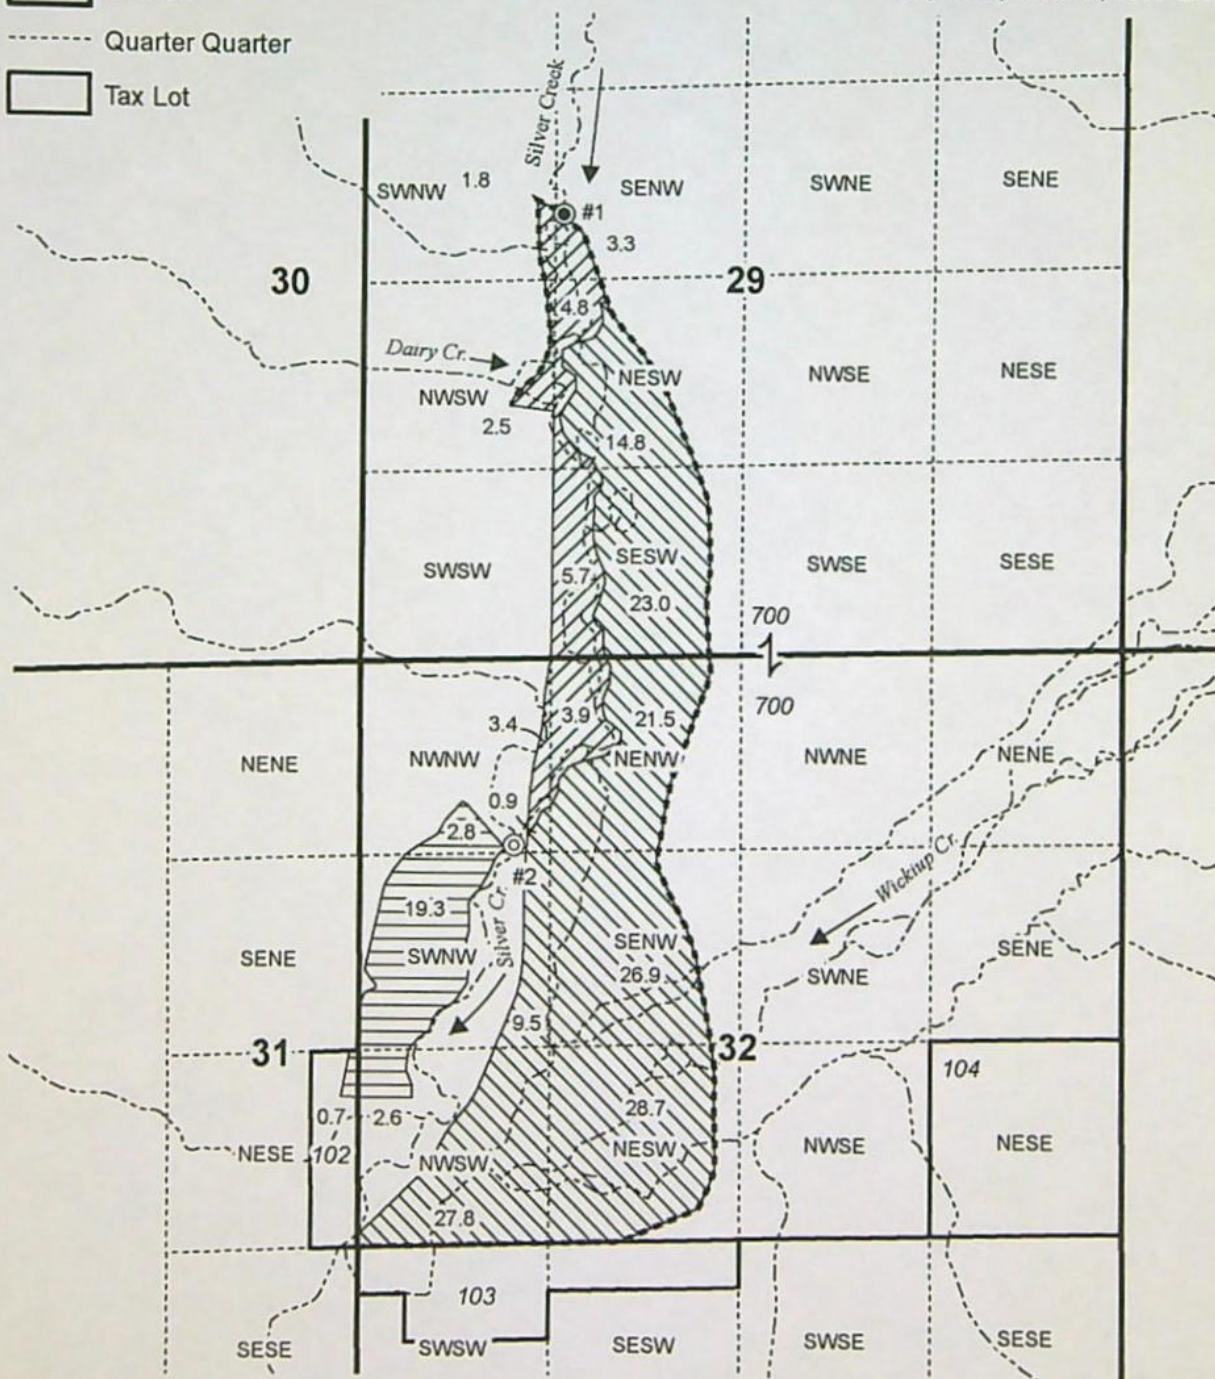 Quarter Quarter
Tax Lot
Silver Creek
SWNW 1.8 SENW SWNE SENE
#1
3.3
30 29
4.8
Dairy Cr.
NWSW NESW NWSE NESE
2.5
14.8
SWSW SESW SWSE SESE
5.7
23.0
700
700
3.4 3.9 21.5
NENE NWNW NENW NWNE NENE
0.9
2.8
#2
Wickiup Cr.
19.3
Silver Cr.
SENE SWNW SENW SWNE SENE
26.9
9.5
31 32
104
0.7 2.6 28.7
NESE 102 NWSW NESW NWSE NESE
27.8
103
SESE SWSW SESW SWSE SESE